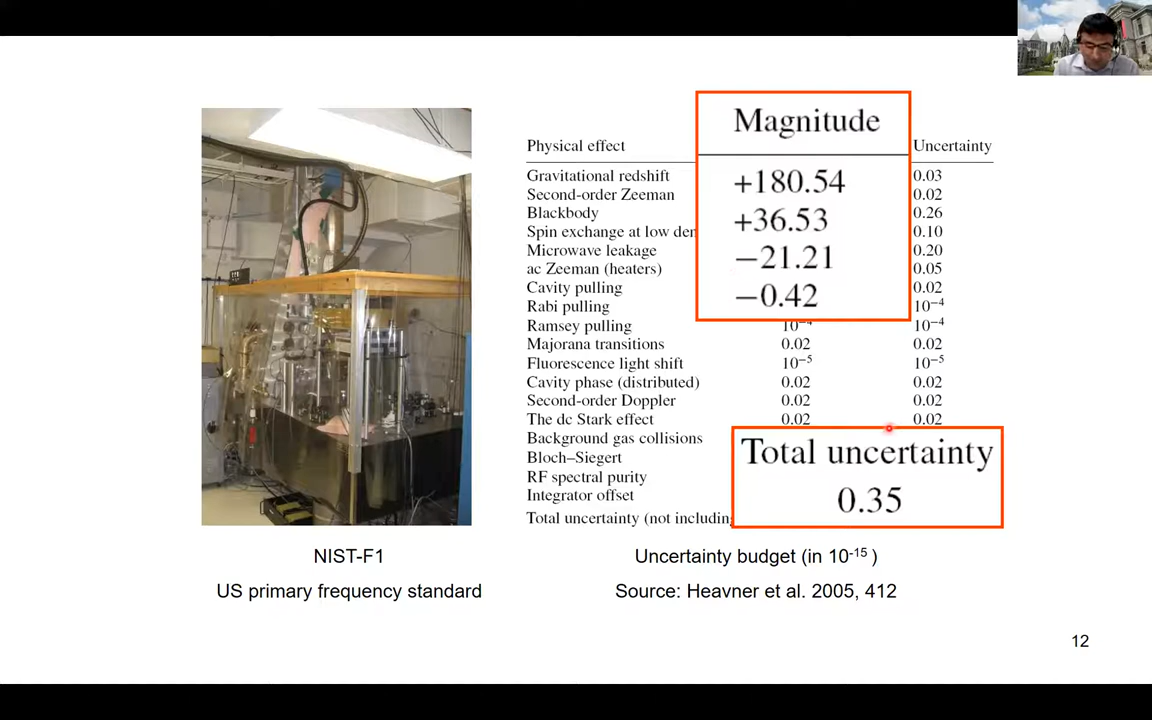 Magnitude
Physical effect Uncertainty
Gravitational redshift +180.54 0.03
Second-order Zeeman +36.53 0.02
Blackbody −21.21 0.26
Spin exchange at low den −0.42 0.10
Microwave leakage 0.20
ac Zeeman (heaters) 0.05
Cavity pulling 0.02
Rabi pulling 10⁻⁴
Ramsey pulling 10⁻⁴ 10⁻⁴
Majorana transitions 0.02 0.02
Fluorescence light shift 10⁻⁵ 10⁻⁵
Cavity phase (distributed) 0.02 0.02
Second-order Doppler 0.02 0.02
The dc Stark effect 0.02 0.02
Background gas collisions
Bloch–Siegert
RF spectral purity
Integrator offset
Total uncertainty (not including
Total uncertainty
0.35
NIST-F1
US primary frequency standard
Uncertainty budget (in 10⁻¹⁵ )
Source: Heavner et al. 2005, 412
12